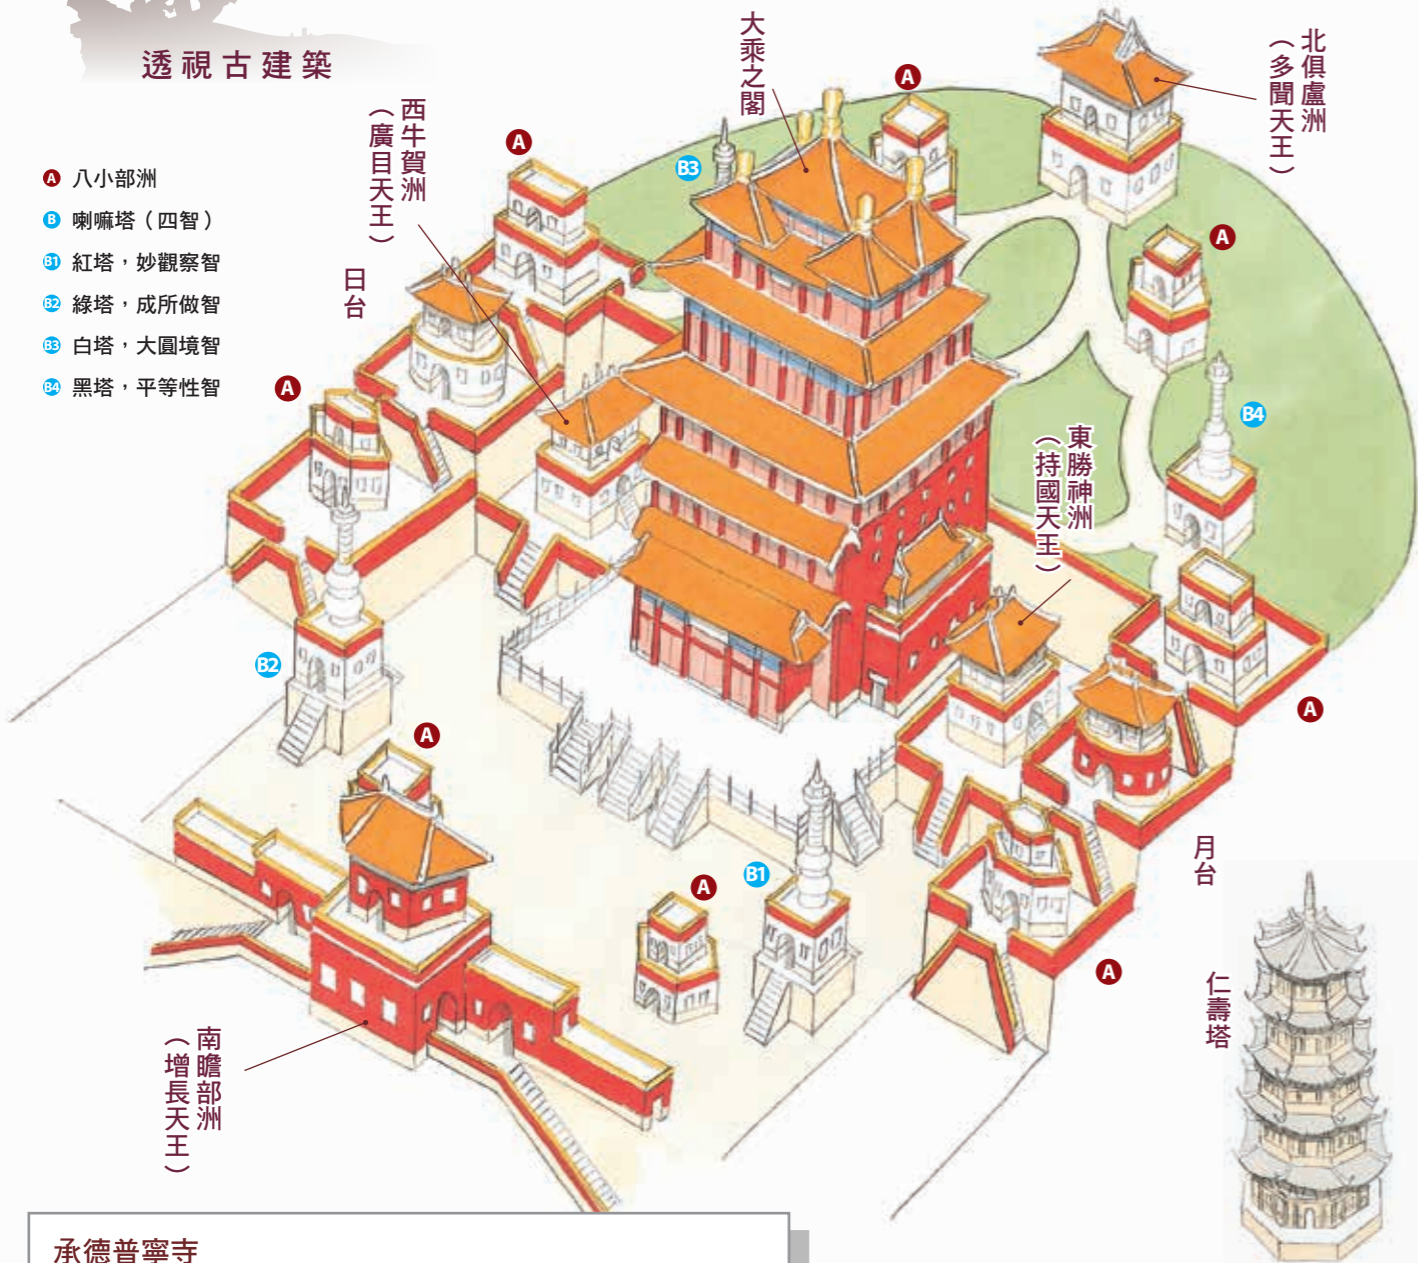 透視古建築
A 八小部洲
B 喇嘛塔（四智）
B1 紅塔，妙觀察智
B2 綠塔，成所做智
B3 白塔，大圓境智
B4 黑塔，平等性智
西牛賀洲
（廣目天王）
日台
大乘之閣
北俱盧洲
（多聞天王）
A
A
B3
A
A
B4
東勝神洲
（持國天王）
B2
A
A
B1
A
A
月台
仁壽塔
南瞻部洲
（增長天王）
承德普寧寺